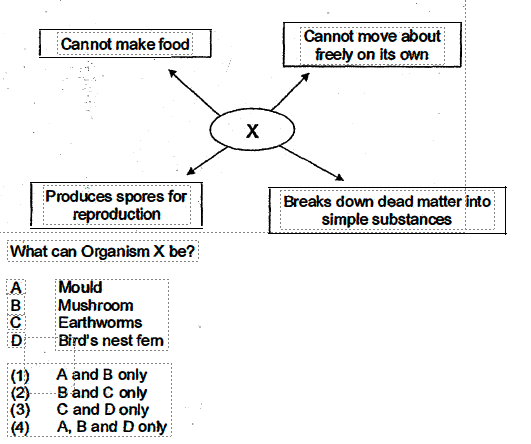 Cannot make food
Cannot move about
freely on its own
X
Produces spores for
reproduction
Breaks down dead matter into
simple substances
What can Organism X be?
A Mould
B Mushroom
C Earthworms
D Bird's nest fern
(1) A and B only
(2) B and C only
(3) C and D only
(4) A, B and D only